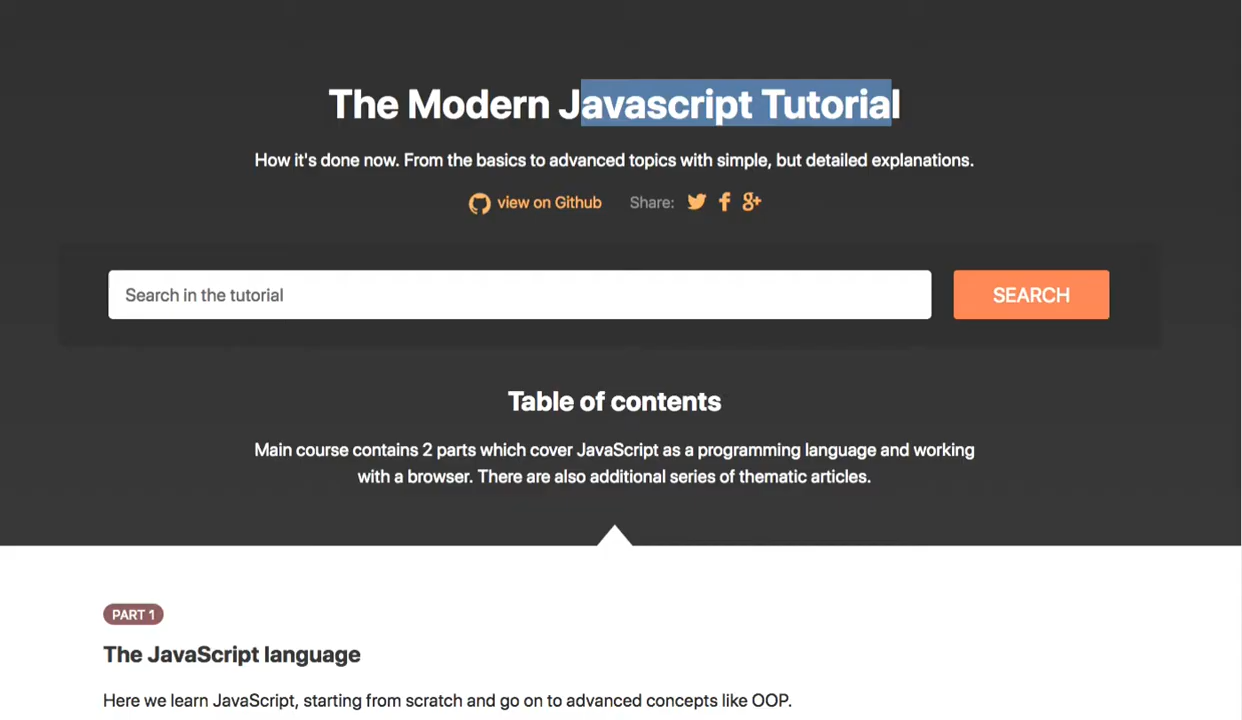 The Modern Javascript Tutorial
How it's done now. From the basics to advanced topics with simple, but detailed explanations.
view on Github Share:
Search in the tutorial SEARCH
Table of contents
Main course contains 2 parts which cover JavaScript as a programming language and working
with a browser. There are also additional series of thematic articles.
PART 1
The JavaScript language
Here we learn JavaScript, starting from scratch and go on to advanced concepts like OOP.